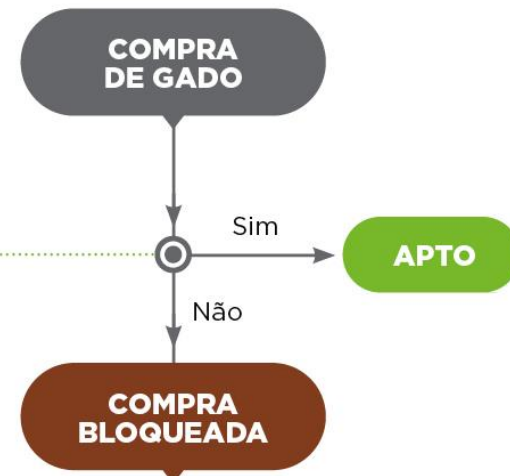 COMPRA
DE GADO
Sim
APTO
Não
COMPRA
BLOQUEADA